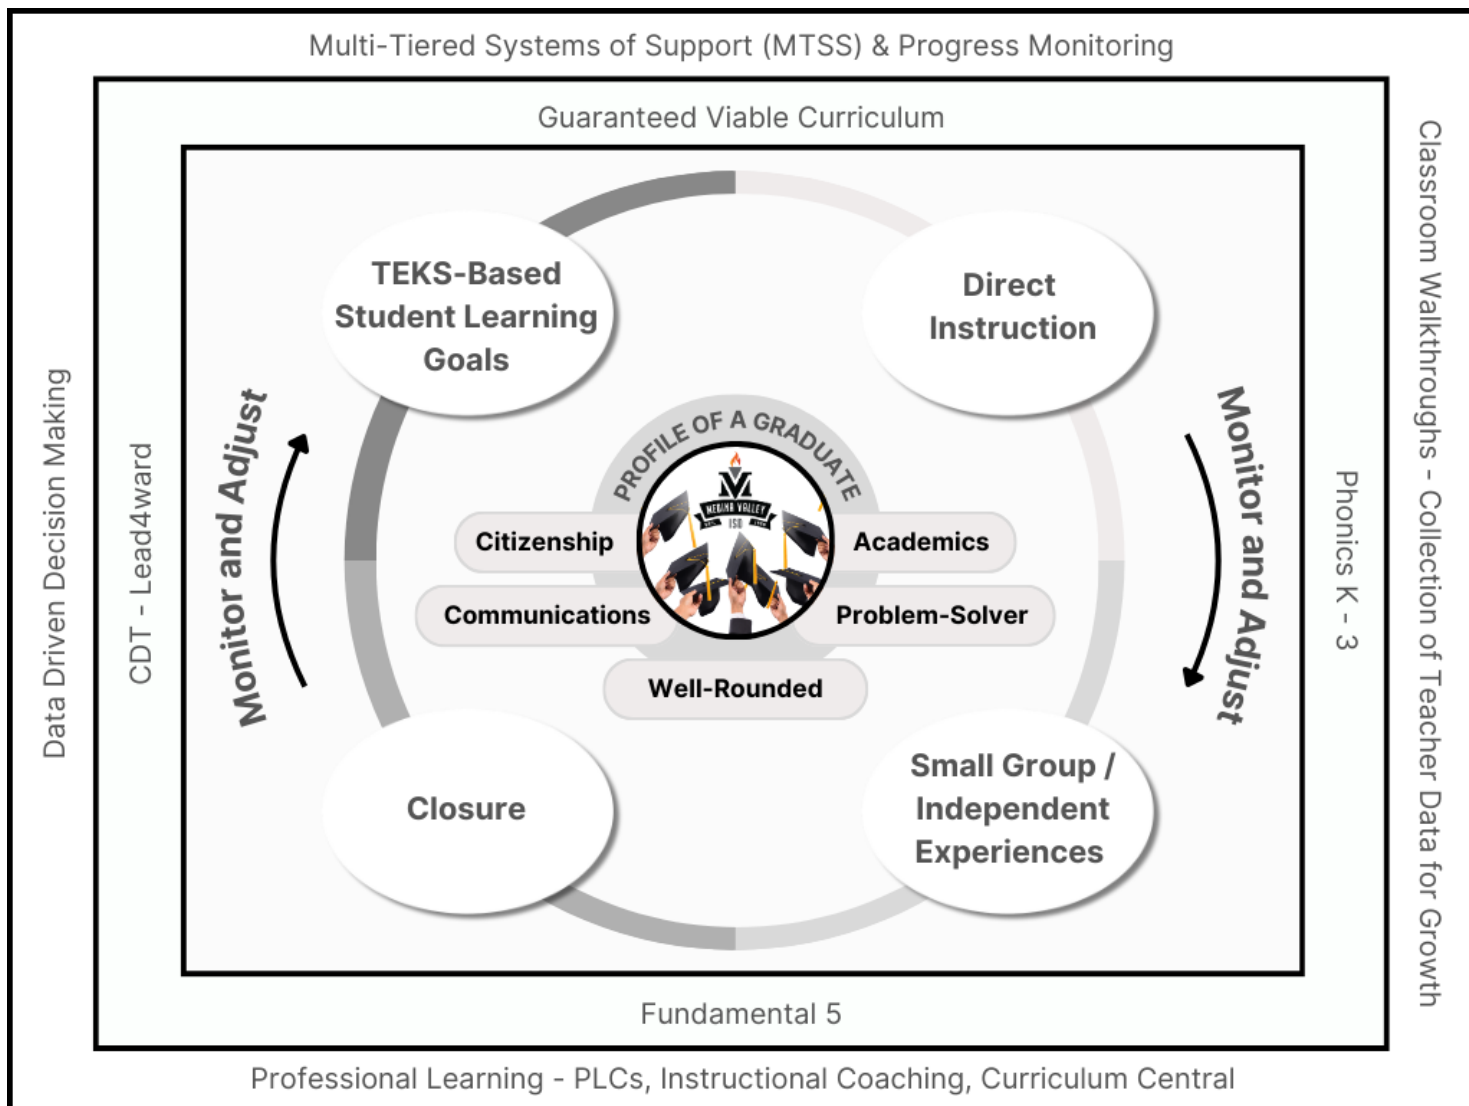 Multi-Tiered Systems of Support (MTSS) & Progress Monitoring
Guaranteed Viable Curriculum
Data Driven Decision Making
CDT - Lead4ward
Monitor and Adjust
TEKS-Based
Student Learning
Goals
Direct
Instruction
PROFILE OF A GRADUATE
MEDINA VALLEY
ISD
Citizenship
Academics
Communications
Problem-Solver
Well-Rounded
Closure
Small Group /
Independent
Experiences
Monitor and Adjust
Phonics K - 3
Classroom Walkthroughs - Collection of Teacher Data for Growth
Fundamental 5
Professional Learning - PLCs, Instructional Coaching, Curriculum Central